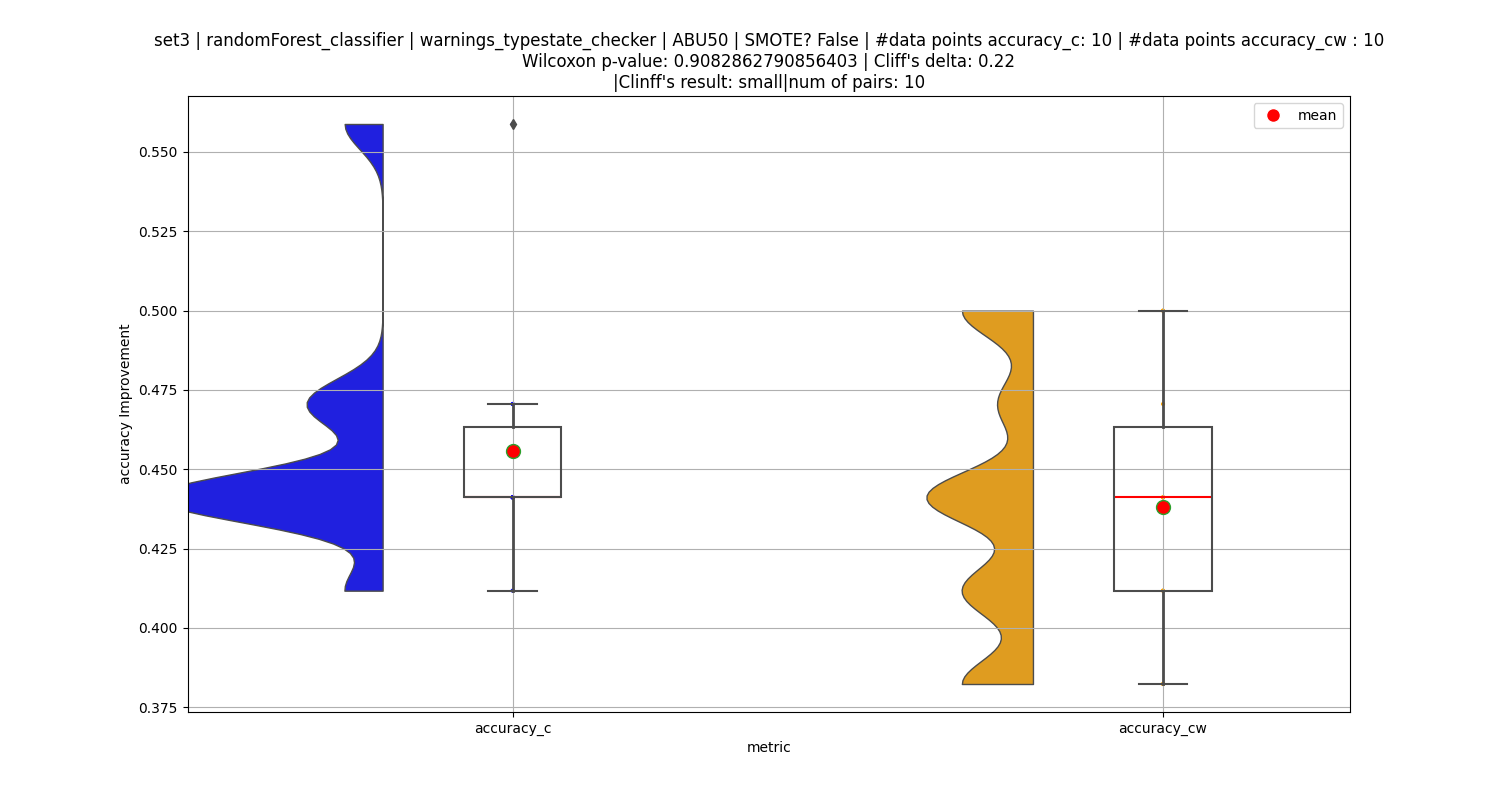 set3 | randomForest_classifier | warnings_typestate_checker | ABU50 | SMOTE? False | #data points accuracy_c: 10 | #data points accuracy_cw : 10
Wilcoxon p-value: 0.9082862790856403 | Cliff's delta: 0.22
|Clinff's result: small|num of pairs: 10
mean
0.550
0.525
0.500
0.475
0.450
0.425
0.400
0.375
accuracy Improvement
accuracy_c
accuracy_cw
metric